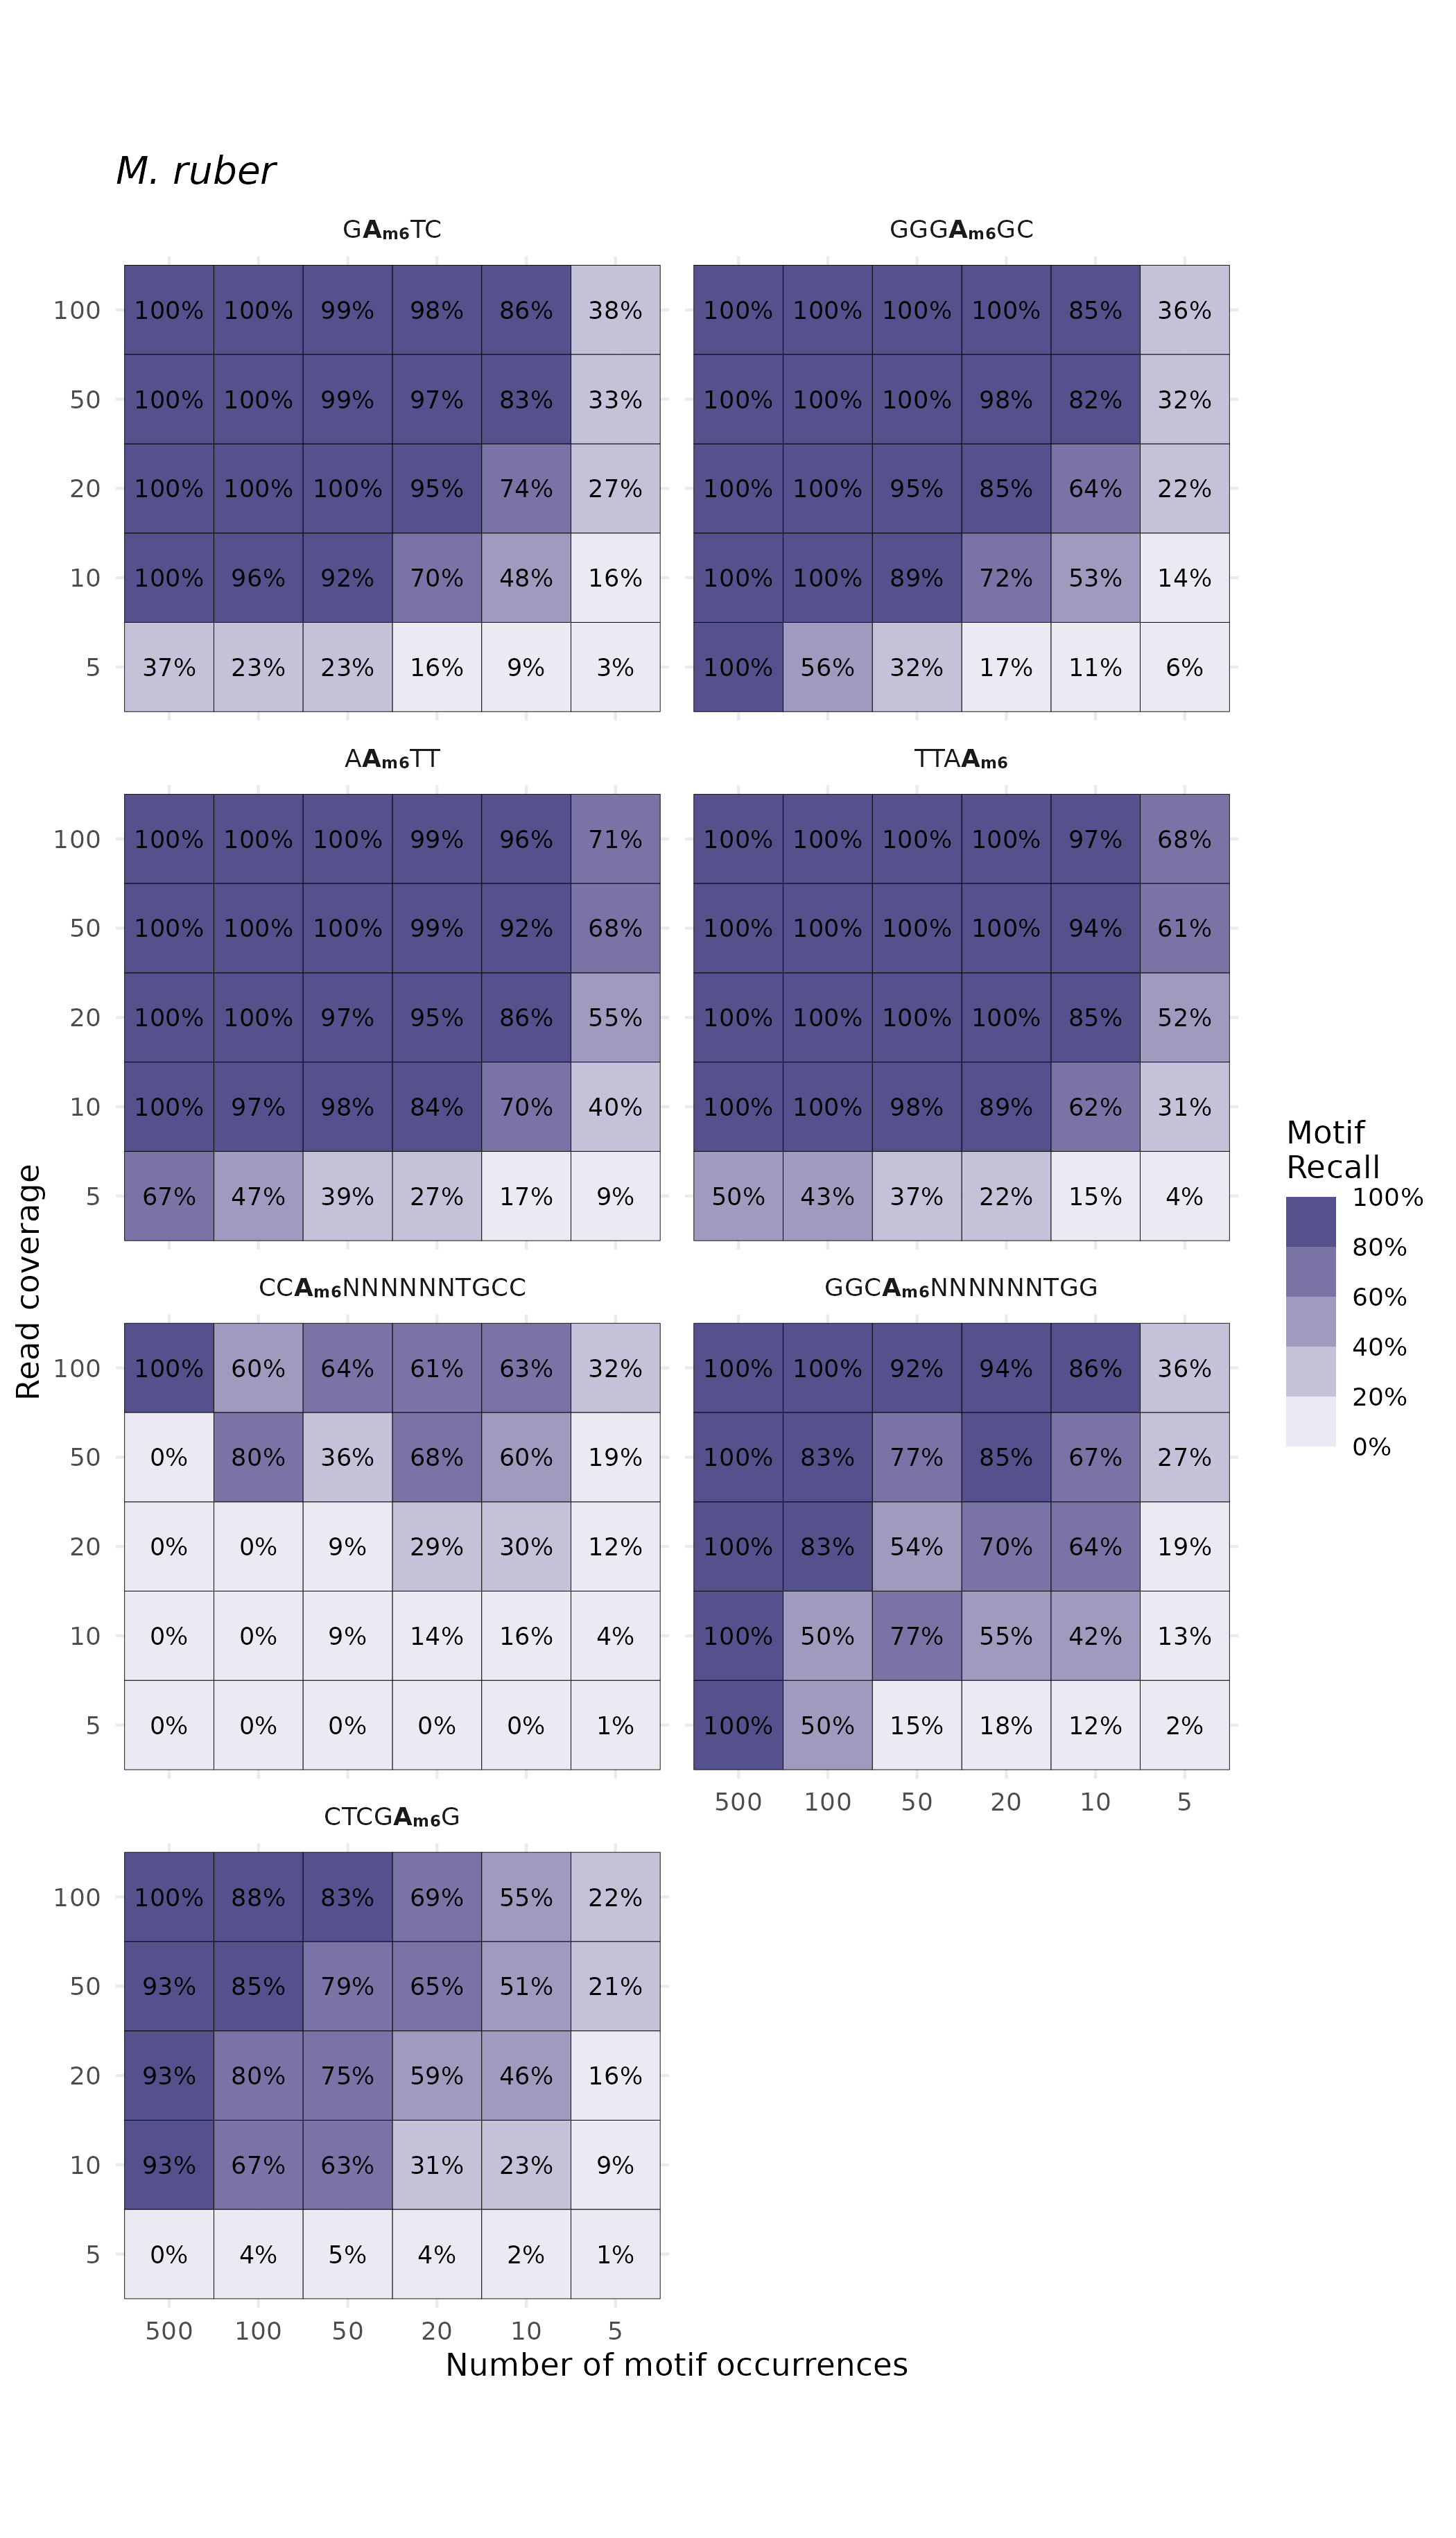 M. ruber
GAm6TC GGGAm6GC
100 100% 100% 99% 98% 86% 38% 100% 100% 100% 100% 85% 36%
50 100% 100% 99% 97% 83% 33% 100% 100% 100% 98% 82% 32%
20 100% 100% 100% 95% 74% 27% 100% 100% 95% 85% 64% 22%
10 100% 96% 92% 70% 48% 16% 100% 100% 89% 72% 53% 14%
5 37% 23% 23% 16% 9% 3% 100% 56% 32% 17% 11% 6%
AAm6TT TTAAm6
100 100% 100% 100% 99% 96% 71% 100% 100% 100% 100% 97% 68%
50 100% 100% 100% 99% 92% 68% 100% 100% 100% 100% 94% 61%
20 100% 100% 97% 95% 86% 55% 100% 100% 100% 100% 85% 52%
10 100% 97% 98% 84% 70% 40% 100% 100% 98% 89% 62% 31%
5 67% 47% 39% 27% 17% 9% 50% 43% 37% 22% 15% 4%
CCAm6NNNNNNTGCC GGCAm6NNNNNNTGG
100 100% 60% 64% 61% 63% 32% 100% 100% 92% 94% 86% 36%
50 0% 80% 36% 68% 60% 19% 100% 83% 77% 85% 67% 27%
20 0% 0% 9% 29% 30% 12% 100% 83% 54% 70% 64% 19%
10 0% 0% 9% 14% 16% 4% 100% 50% 77% 55% 42% 13%
5 0% 0% 0% 0% 0% 1% 100% 50% 15% 18% 12% 2%
500 100 50 20 10 5
CTCGAm6G
100 100% 88% 83% 69% 55% 22%
50 93% 85% 79% 65% 51% 21%
20 93% 80% 75% 59% 46% 16%
10 93% 67% 63% 31% 23% 9%
5 0% 4% 5% 4% 2% 1%
500 100 50 20 10 5
Number of motif occurrences
Read coverage
Motif
Recall
100%
80%
60%
40%
20%
0%